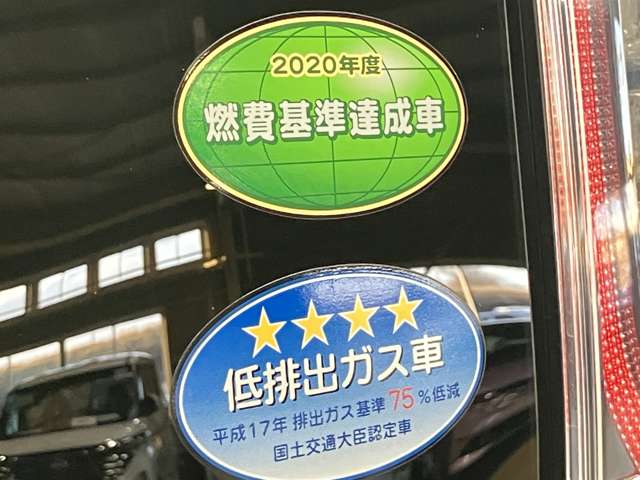 2020年度
燃費基準達成車
低排出ガス車
平成17年 排出ガス基準 75%低減
国土交通大臣認定車